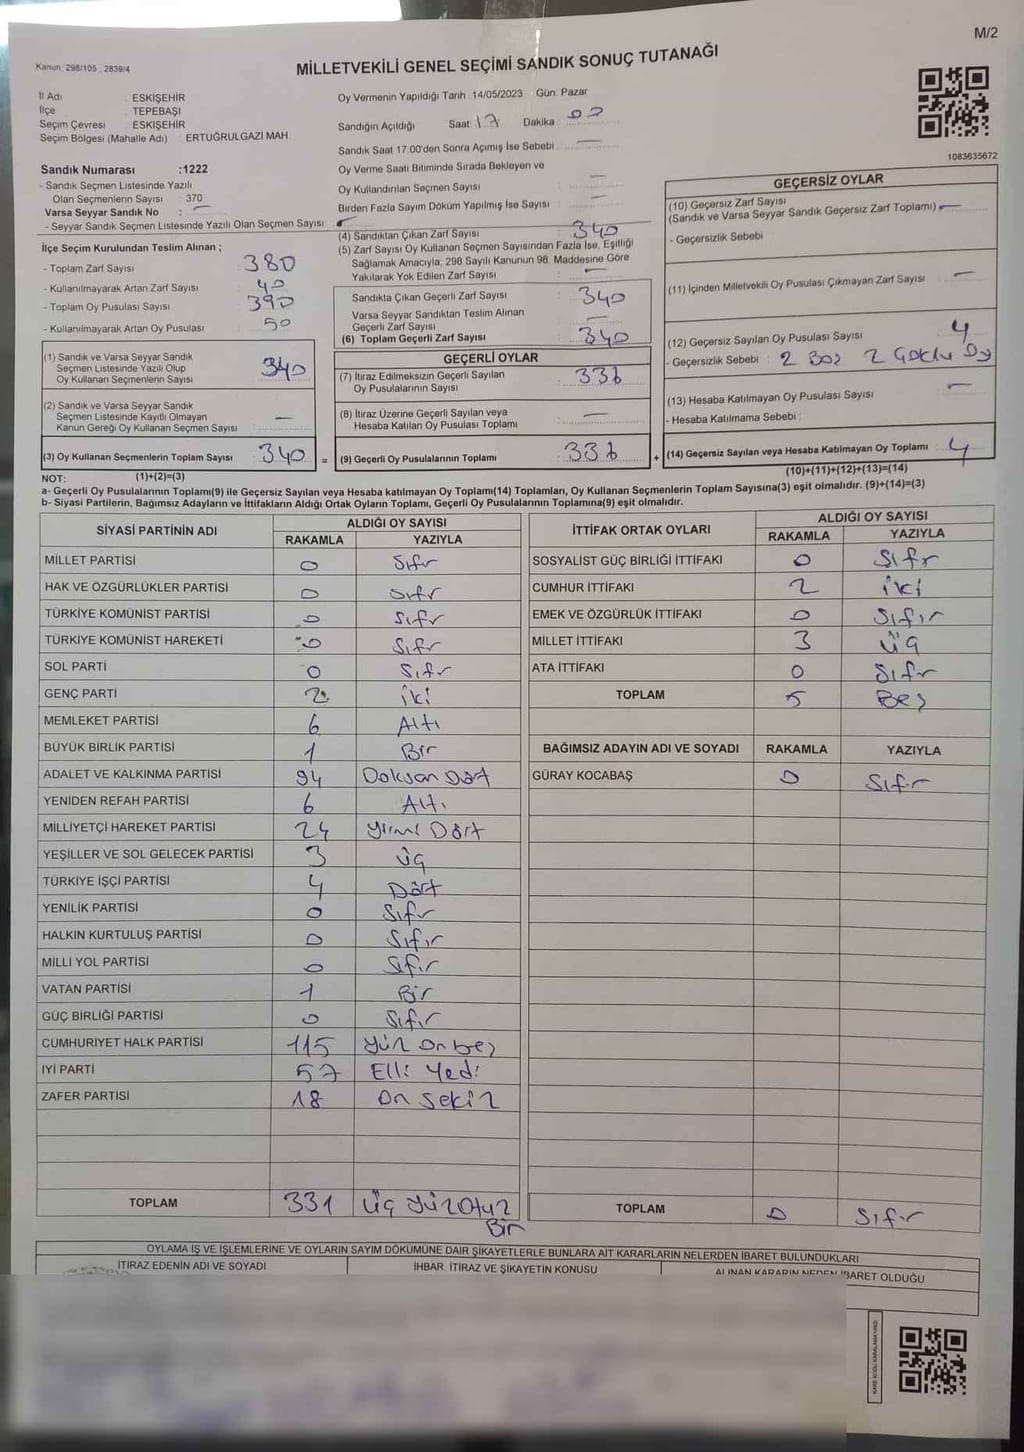 M/2
Kanun: 298/105 2839/4
MİLLETVEKİLİ GENEL SEÇİMİ SANDIK SONUÇ TUTANAĞI
İl Adı : ESKİŞEHİR
İlçe : TEPEBAŞI
Seçim Çevresi : ESKİŞEHİR
Seçim Bölgesi (Mahalle Adı) : ERTUĞRULGAZİ MAH.
Sandık Numarası :1222
- Sandık Seçmen Listesinde Yazılı
Olan Seçmenlerin Sayısı 370
Varsa Seyyar Sandık No : —
- Seyyar Sandık Seçmen Listesinde Yazılı Olan Seçmen Sayısı : —
Oy Vermenin Yapıldığı Tarih :14/05/2023 Gün: Pazar
Sandığın Açıldığı Saat 17 Dakika : 00
Sandık Saat 17:00'den Sonra Açımış İse Sebebi : —
Oy Verme Saati Bitiminde Sırada Bekleyen ve
Oy Kullandırılan Seçmen Sayısı : —
Birden Fazla Sayım Döküm Yapılmış İse Sayısı : —
1083635672
İlçe Seçim Kurulundan Teslim Alınan ;
- Toplam Zarf Sayısı 380
- Kullanılmayarak Artan Zarf Sayısı : 40
- Toplam Oy Pusulası Sayısı : 390
- Kullanılmayarak Artan Oy Pusulası : 50
(1) Sandık ve Varsa Seyyar Sandık
Seçmen Listesinde Yazılı Olup
Oy Kullanan Seçmenlerin Sayısı 340
(2) Sandık ve Varsa Seyyar Sandık
Seçmen Listesinde Kayıtlı Olmayan
Kanun Gereği Oy Kullanan Seçmen Sayısı : —
(3) Oy Kullanan Seçmenlerin Toplam Sayısı : 340 =
(1)+(2)=(3)
(4) Sandıktan Çıkan Zarf Sayısı : 340
(5) Zarf Sayısı Oy Kullanan Seçmen Sayısından Fazla İse, Eşitliği
Sağlamak Amacıyla, 298 Sayılı Kanunun 98. Maddesine Göre
Yakılarak Yok Edilen Zarf Sayısı : —
Sandıkta Çıkan Geçerli Zarf Sayısı : 340
Varsa Seyyar Sandıktan Teslim Alınan
Geçerli Zarf Sayısı : —
(6) Toplam Geçerli Zarf Sayısı : 340
GEÇERLİ OYLAR
(7) İtiraz Edilmeksizin Geçerli Sayılan
Oy Pusulalarının Sayısı : 336
(8) İtiraz Üzerine Geçerli Sayılan veya
Hesaba Katılan Oy Pusulası Toplamı : —
(9) Geçerli Oy Pusulalarının Toplamı : 336 +
GEÇERSİZ OYLAR
(10) Geçersiz Zarf Sayısı
(Sandık ve Varsa Seyyar Sandık Geçersiz Zarf Toplamı) : —
- Geçersizlik Sebebi :
(11) İçinden Milletvekili Oy Pusulası Çıkmayan Zarf Sayısı : —
(12) Geçersiz Sayılan Oy Pusulası Sayısı : 4
- Geçersizlik Sebebi : 2 Boş 2 Çoklu Oy
(13) Hesaba Katılmayan Oy Pusulası Sayısı : —
- Hesaba Katılmama Sebebi :
(14) Geçersiz Sayılan veya Hesaba Katılmayan Oy Toplamı : 4
(10)+(11)+(12)+(13)=(14)
NOT:
a- Geçerli Oy Pusulalarının Toplamı(9) ile Geçersiz Sayılan veya Hesaba katılmayan Oy Toplamı(14) Toplamları, Oy Kullanan Seçmenlerin Toplam Sayısına(3) eşit olmalıdır. (9)+(14)=(3)
b- Siyasi Partilerin, Bağımsız Adayların ve İttifakların Aldığı Ortak Oyların Toplamı, Geçerli Oy Pusulalarının Toplamına(9) eşit olmalıdır.
SİYASİ PARTİNİN ADI ALDIĞI OY SAYISI
RAKAMLA YAZIYLA
MİLLET PARTİSİ 0 Sıfır
HAK VE ÖZGÜRLÜKLER PARTİSİ 0 Sıfr
TÜRKİYE KOMÜNİST PARTİSİ 0 Sıfr
TÜRKİYE KOMÜNİST HAREKETİ 0 Sıfr
SOL PARTİ 0 Sıfr
GENÇ PARTİ 2 iki
MEMLEKET PARTİSİ 6 Altı
BÜYÜK BİRLİK PARTİSİ 1 Bir
ADALET VE KALKINMA PARTİSİ 94 Doksan Dört
YENİDEN REFAH PARTİSİ 6 Altı
MİLLİYETÇİ HAREKET PARTİSİ 24 Yirmi Dört
YEŞİLLER VE SOL GELECEK PARTİSİ 3 üç
TÜRKİYE İŞÇİ PARTİSİ 4 Dört
YENİLİK PARTİSİ 0 Sıfır
HALKIN KURTULUŞ PARTİSİ 0 Sıfır
MİLLİ YOL PARTİSİ 0 Sıfır
VATAN PARTİSİ 1 Bir
GÜÇ BİRLİĞİ PARTİSİ 0 Sıfır
CUMHURİYET HALK PARTİSİ 115 Yüz On beş
İYİ PARTİ 57 Elli Yedi
ZAFER PARTİSİ 18 On Sekiz
TOPLAM 331 Üç Yüz Otuz
Bir
İTTİFAK ORTAK OYLARI ALDIĞI OY SAYISI
RAKAMLA YAZIYLA
SOSYALİST GÜÇ BİRLİĞİ İTTİFAKI 0 Sıfr
CUMHUR İTTİFAKI 2 iki
EMEK VE ÖZGÜRLÜK İTTİFAKI 0 Sıfır
MİLLET İTTİFAKI 3 üç
ATA İTTİFAKI 0 Sıfır
TOPLAM 5 Beş
BAĞIMSIZ ADAYIN ADI VE SOYADI RAKAMLA YAZIYLA
GÜRAY KOCABAŞ 0 Sıfır
TOPLAM 0 Sıfır
OYLAMA İŞ VE İŞLEMLERİNE VE OYLARIN SAYIM DÖKÜMÜNE DAİR ŞİKAYETLERLE BUNLARA AİT KARARLARIN NELERDEN İBARET BULUNDUKLARI
İTİRAZ EDENİN ADI VE SOYADI İHBAR, İTİRAZ VE ŞİKAYETİN KONUSU ALINAN KARARIN NEDEN İBARET OLDUĞU
KARE KODU KARALAMAYINIZ!